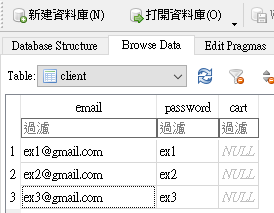 新建資料庫(N) 打開資料庫(O)
Database Structure Browse Data Edit Pragmas
Table: client
email password cart
過濾 過濾 過濾
1 ex1@gmail.com ex1 NULL
2 ex2@gmail.com ex2 NULL
3 ex3@gmail.com ex3 NULL